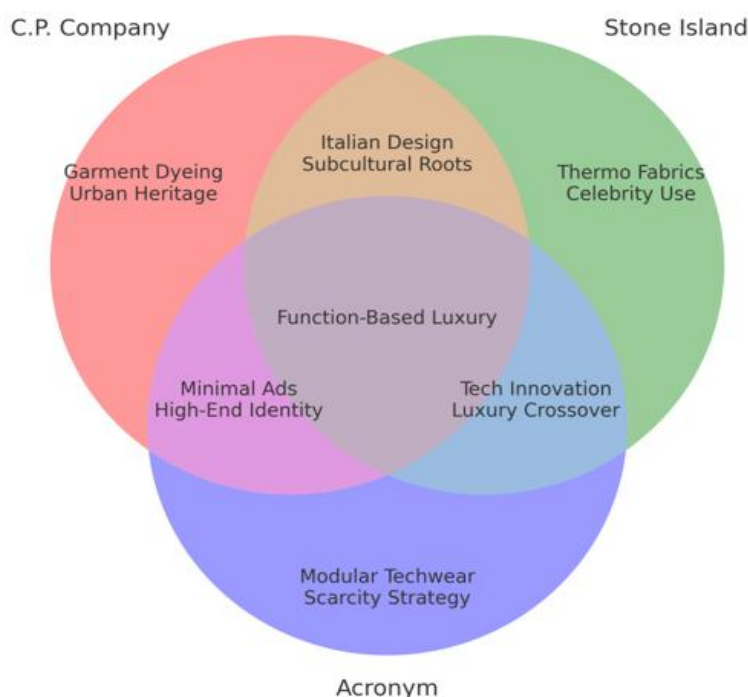 C.P. Company
Stone Island
Italian Design
Subcultural Roots
Garment Dyeing
Urban Heritage
Thermo Fabrics
Celebrity Use
Function-Based Luxury
Minimal Ads
High-End Identity
Tech Innovation
Luxury Crossover
Modular Techwear
Scarcity Strategy
Acronym